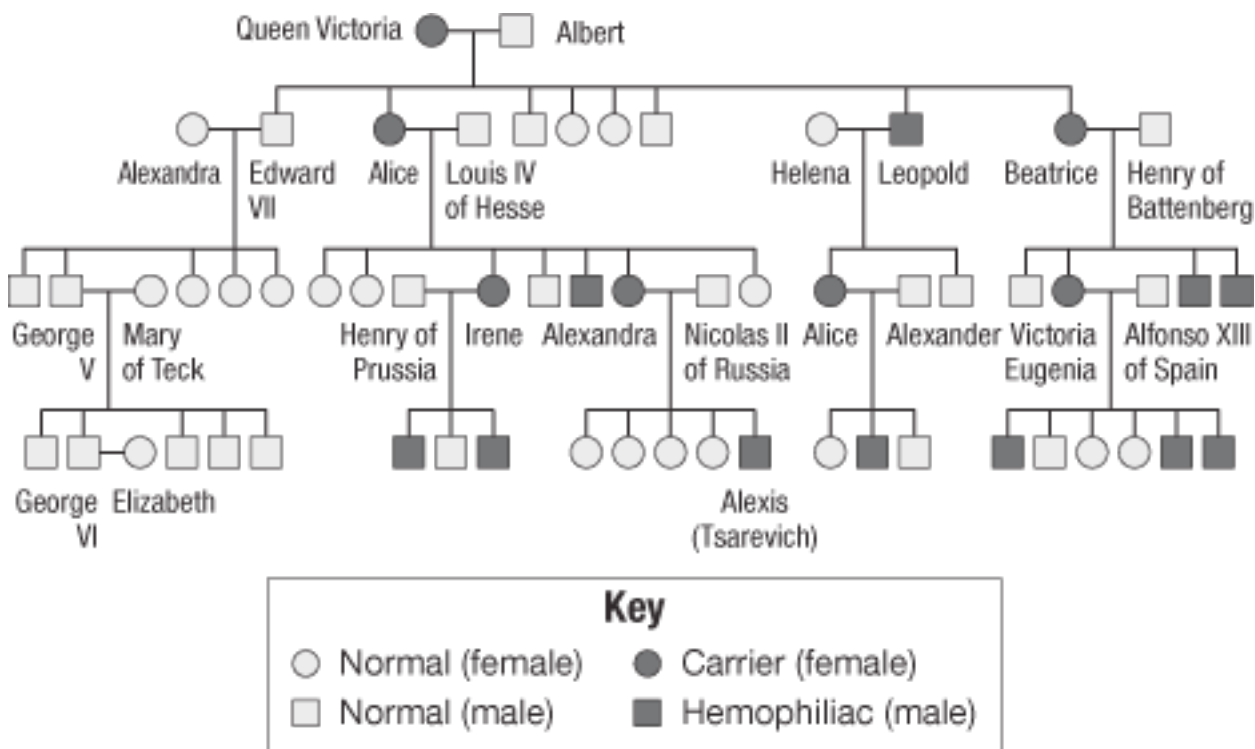 Queen Victoria
Albert
Alexandra
Edward
VII
Alice
Louis IV
of Hesse
Helena
Leopold
Beatrice
Henry of
Battenberg
George
V
Mary
of Teck
Henry of
Prussia
Irene
Alexandra
Nicolas II
of Russia
Alice
Alexander
Victoria
Eugenia
Alfonso XIII
of Spain
George
VI
Elizabeth
Alexis
(Tsarevich)
Key
Normal (female)
Carrier (female)
Normal (male)
Hemophiliac (male)